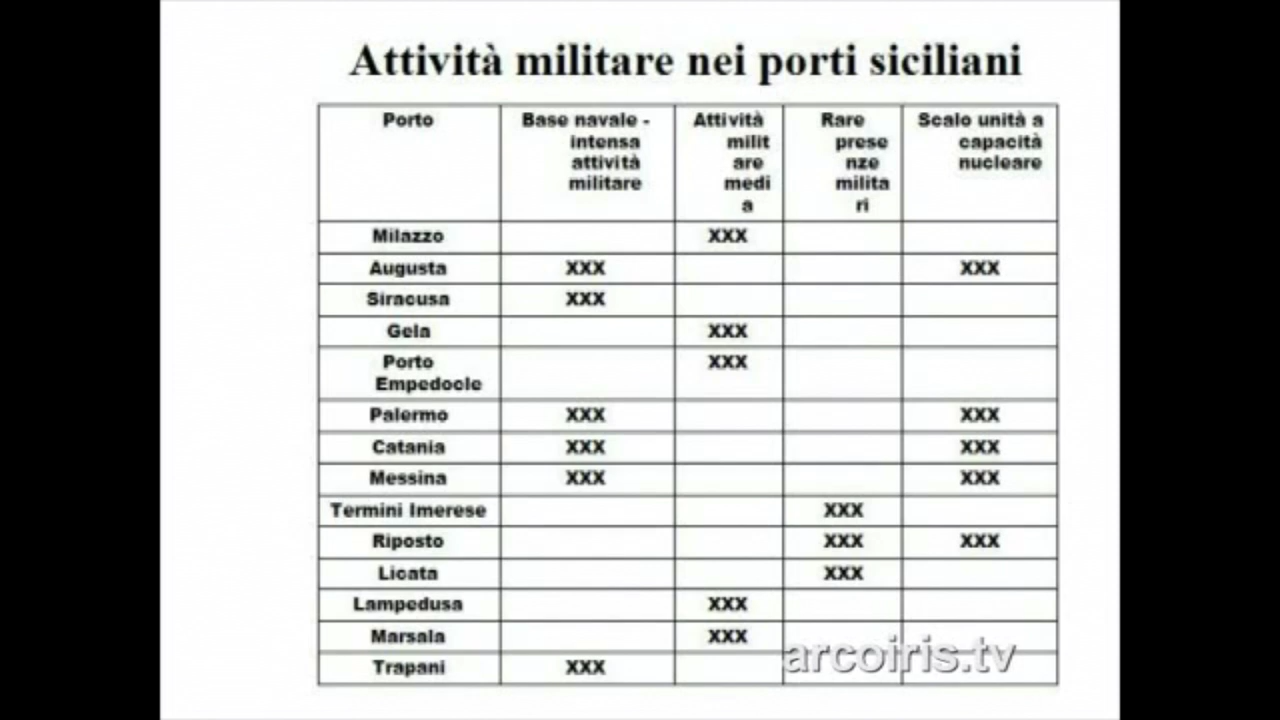 Attività militare nei porti siciliani
Porto Base navale - intensa attività militare Attività milit are medi a Rare prese nze milita ri Scalo unità a capacità nucleare
Milazzo XXX
Augusta XXX XXX
Siracusa XXX
Gela XXX
Porto Empedocle XXX
Palermo XXX XXX
Catania XXX XXX
Messina XXX XXX
Termini Imerese XXX
Riposto XXX XXX
Licata XXX
Lampedusa XXX
Marsala XXX
Trapani XXX
arcoiris.tv